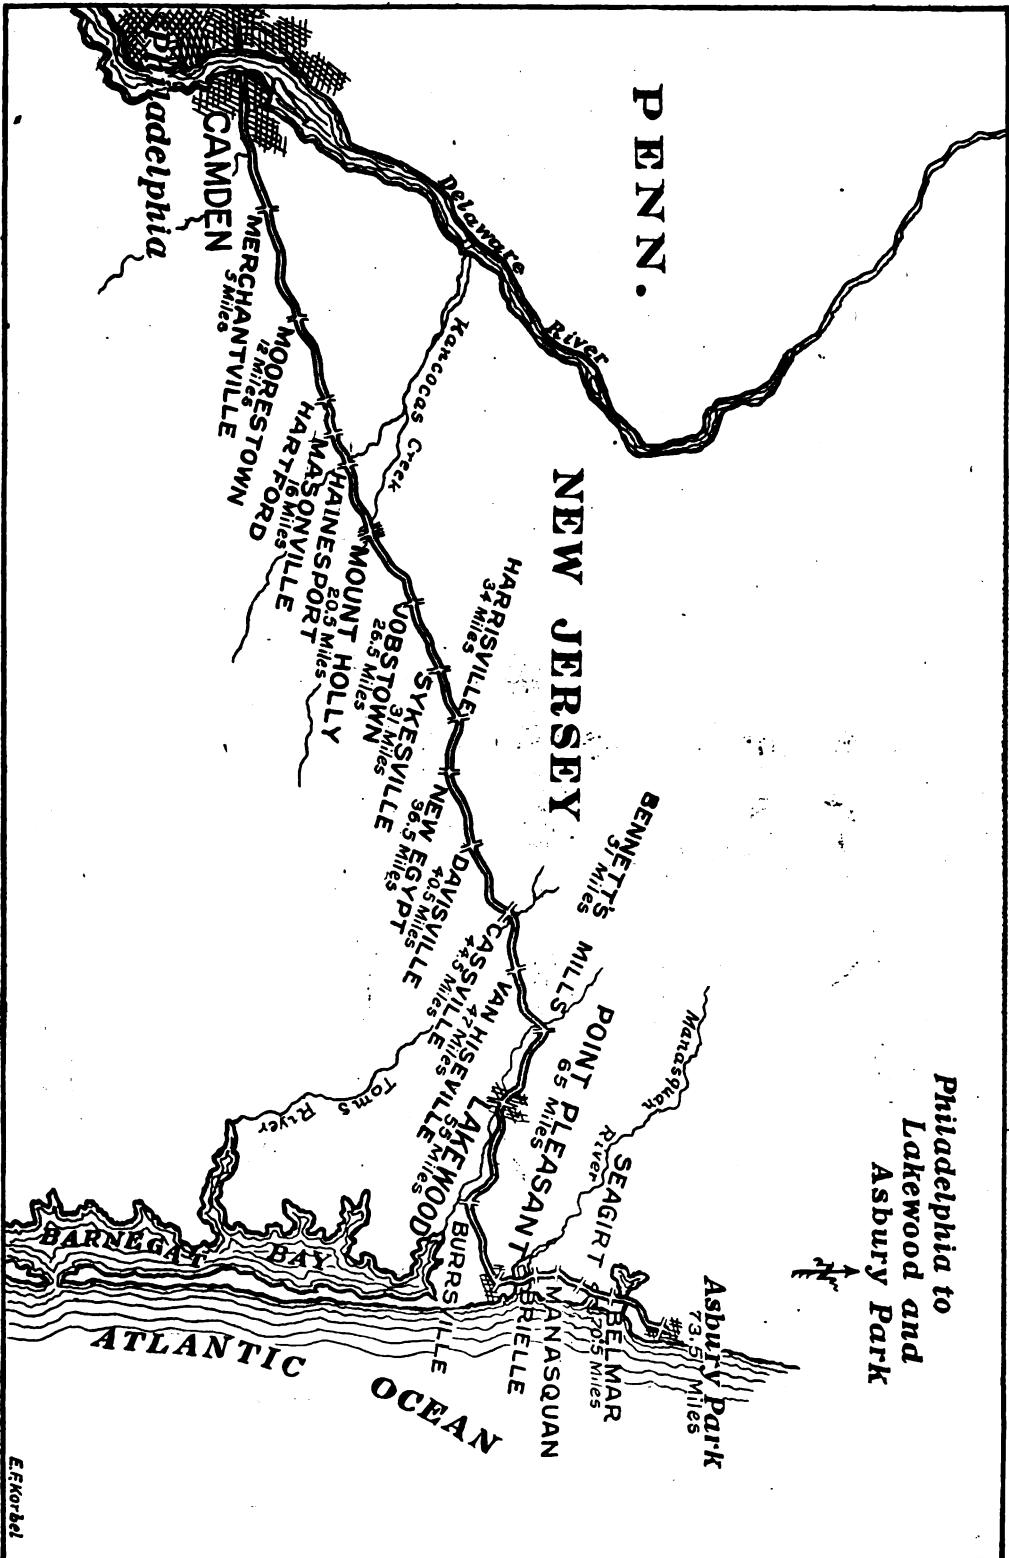 Philadelphia to
Lakewood and
Asbury Park
PENN.
NEW JERSEY
Delaware
River
Rancocas Creek
Philadelphia
CAMDEN
MERCHANTVILLE
5 Miles
MOORESTOWN
12 Miles
HARTFORD
16 Miles
MASONVILLE
HAINESPORT
MOUNT HOLLY
20.5 Miles
JOBSTOWN
26.5 Miles
SYKESVILLE
31 Miles
HARRISVILLE
34 Miles
NEW EGYPT
36.5 Miles
DAVISVILLE
40.5 Miles
CASSVILLE
44.5 Miles
VAN HISEVILLE
47 Miles
BENNETT'S MILLS
51 Miles
LAKEWOOD
55 Miles
BURRSVILLE
POINT PLEASANT
65 Miles
BRIELLE
MANASQUAN
SEAGIRT
BELMAR
70.5 Miles
Asbury Park
73.5 Miles
Manasquan
River
Toms
River
BARNEGAT BAY
ATLANTIC
OCEAN
E.F.Korbel